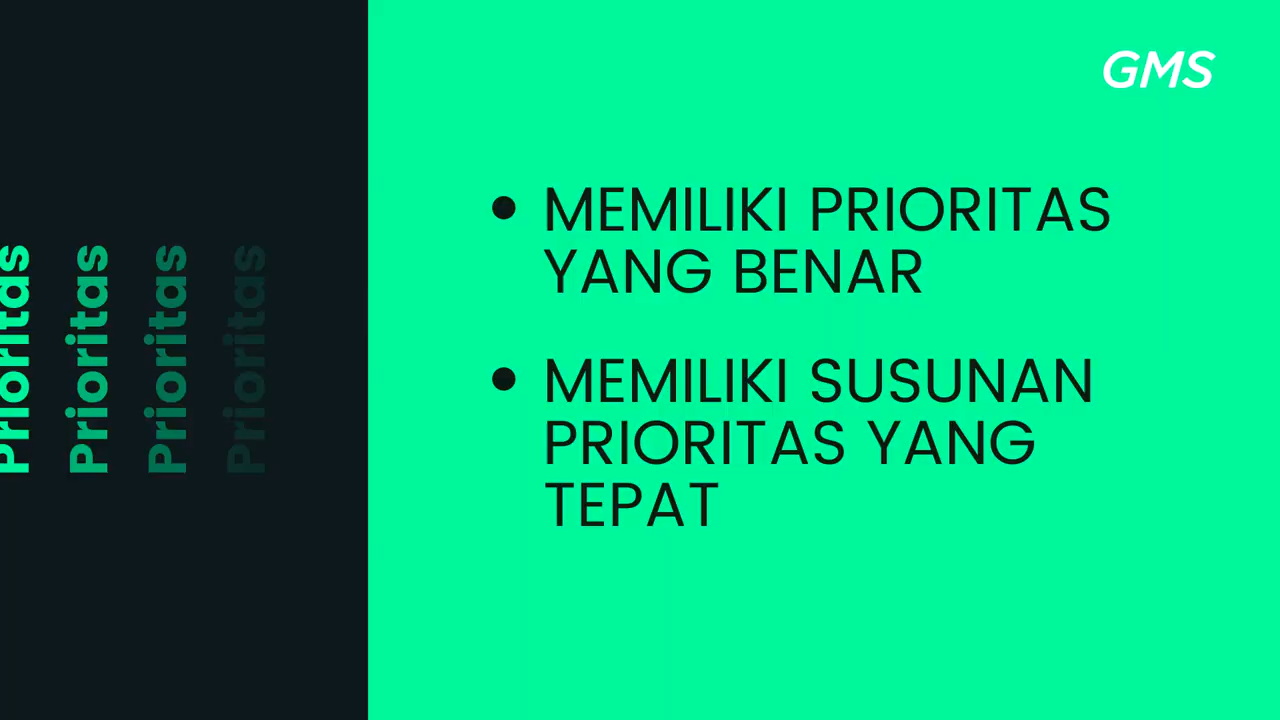 Prioritas
Prioritas
Prioritas
Prioritas
GMS
• MEMILIKI PRIORITAS
YANG BENAR
• MEMILIKI SUSUNAN
PRIORITAS YANG
TEPAT